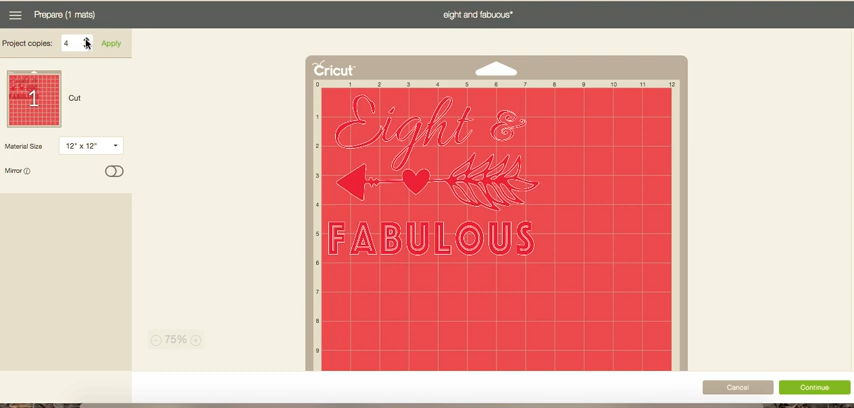 Prepare (1 mats)
eight and fabuous*
Project copies: 4 Apply
Cricut
0 1 2 3 4 5 6 7 8 9 10 11 12
1
2
3
4
5
6
7
8
9
1
Cut
Material Size 12" x 12"
Mirror
Eight &
FABULOUS
75%
Cancel Continue